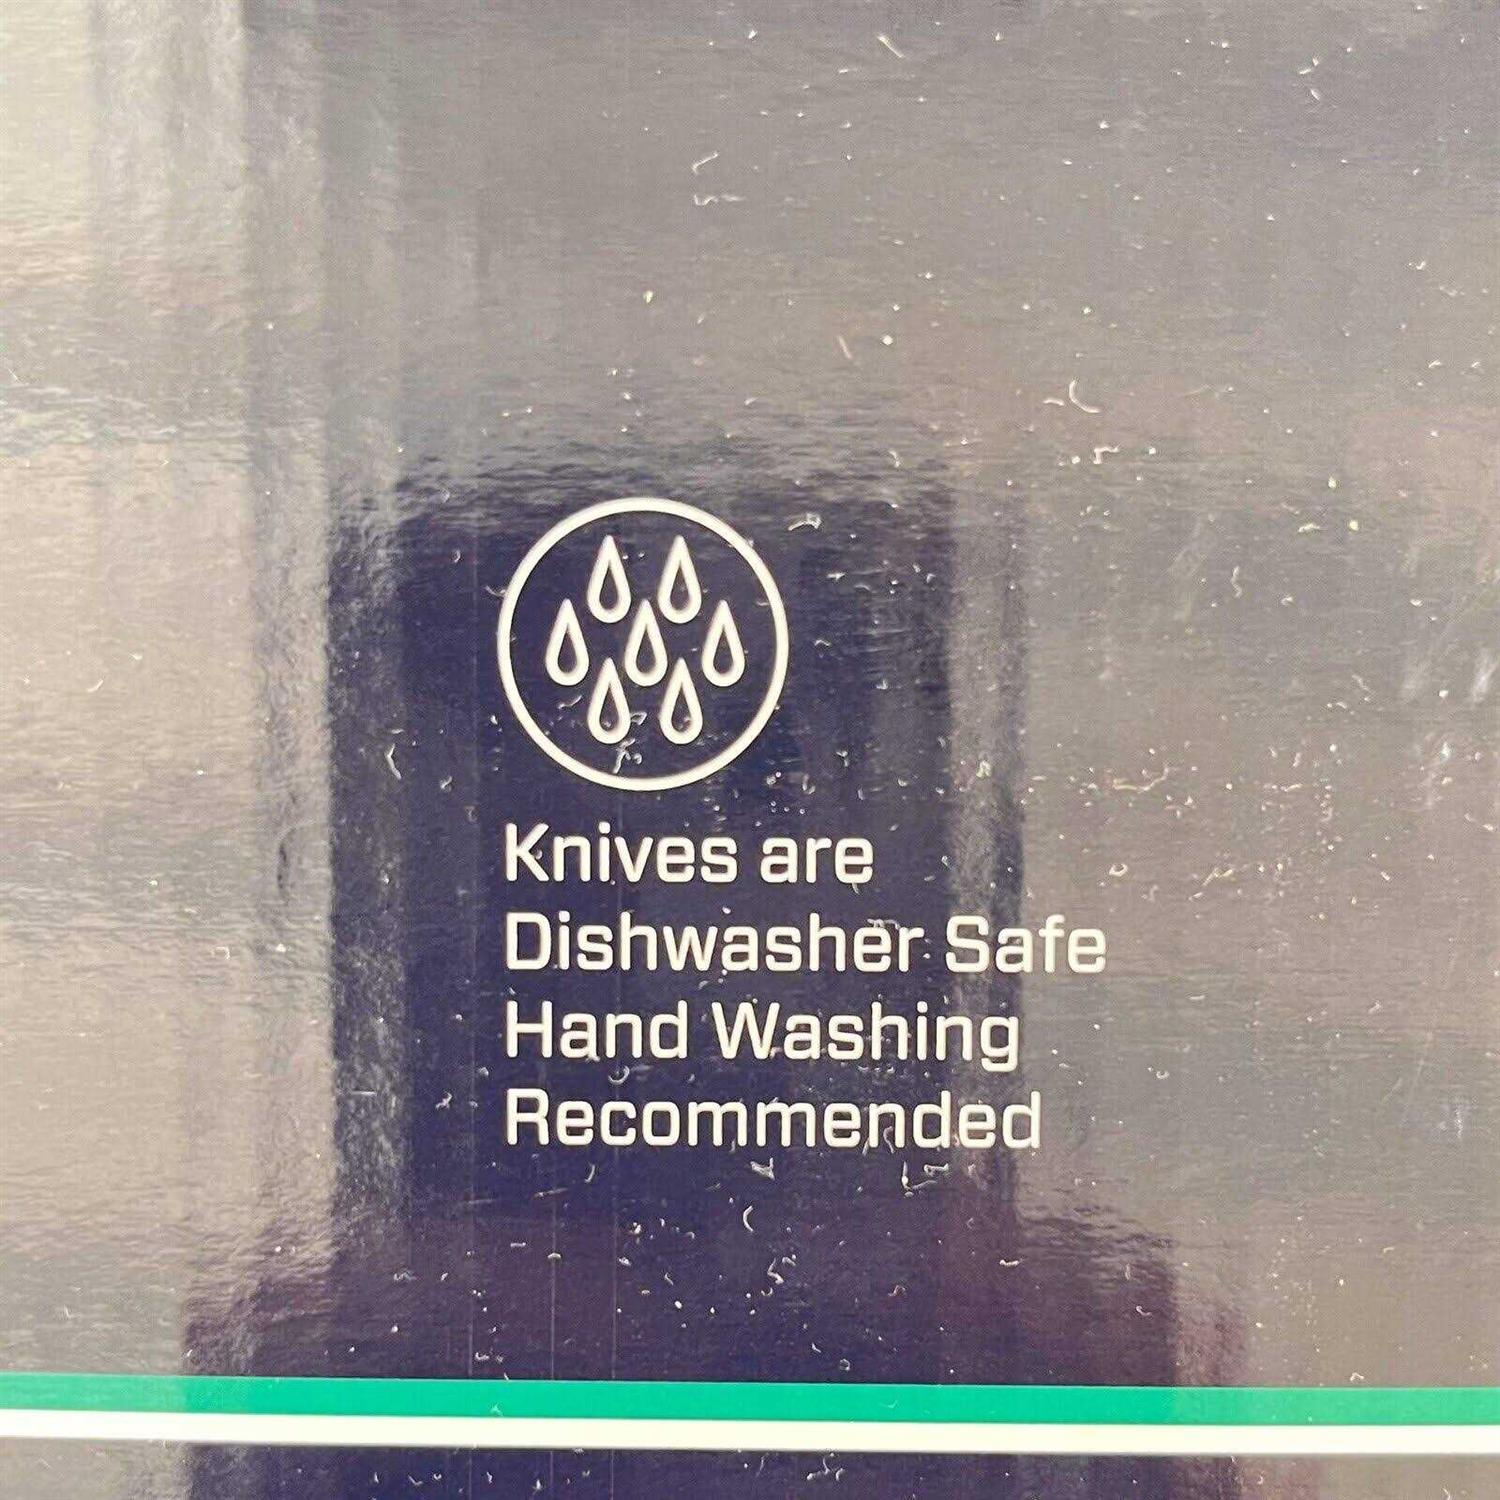 Knives are
Dishwasher Safe
Hand Washing
Recommended